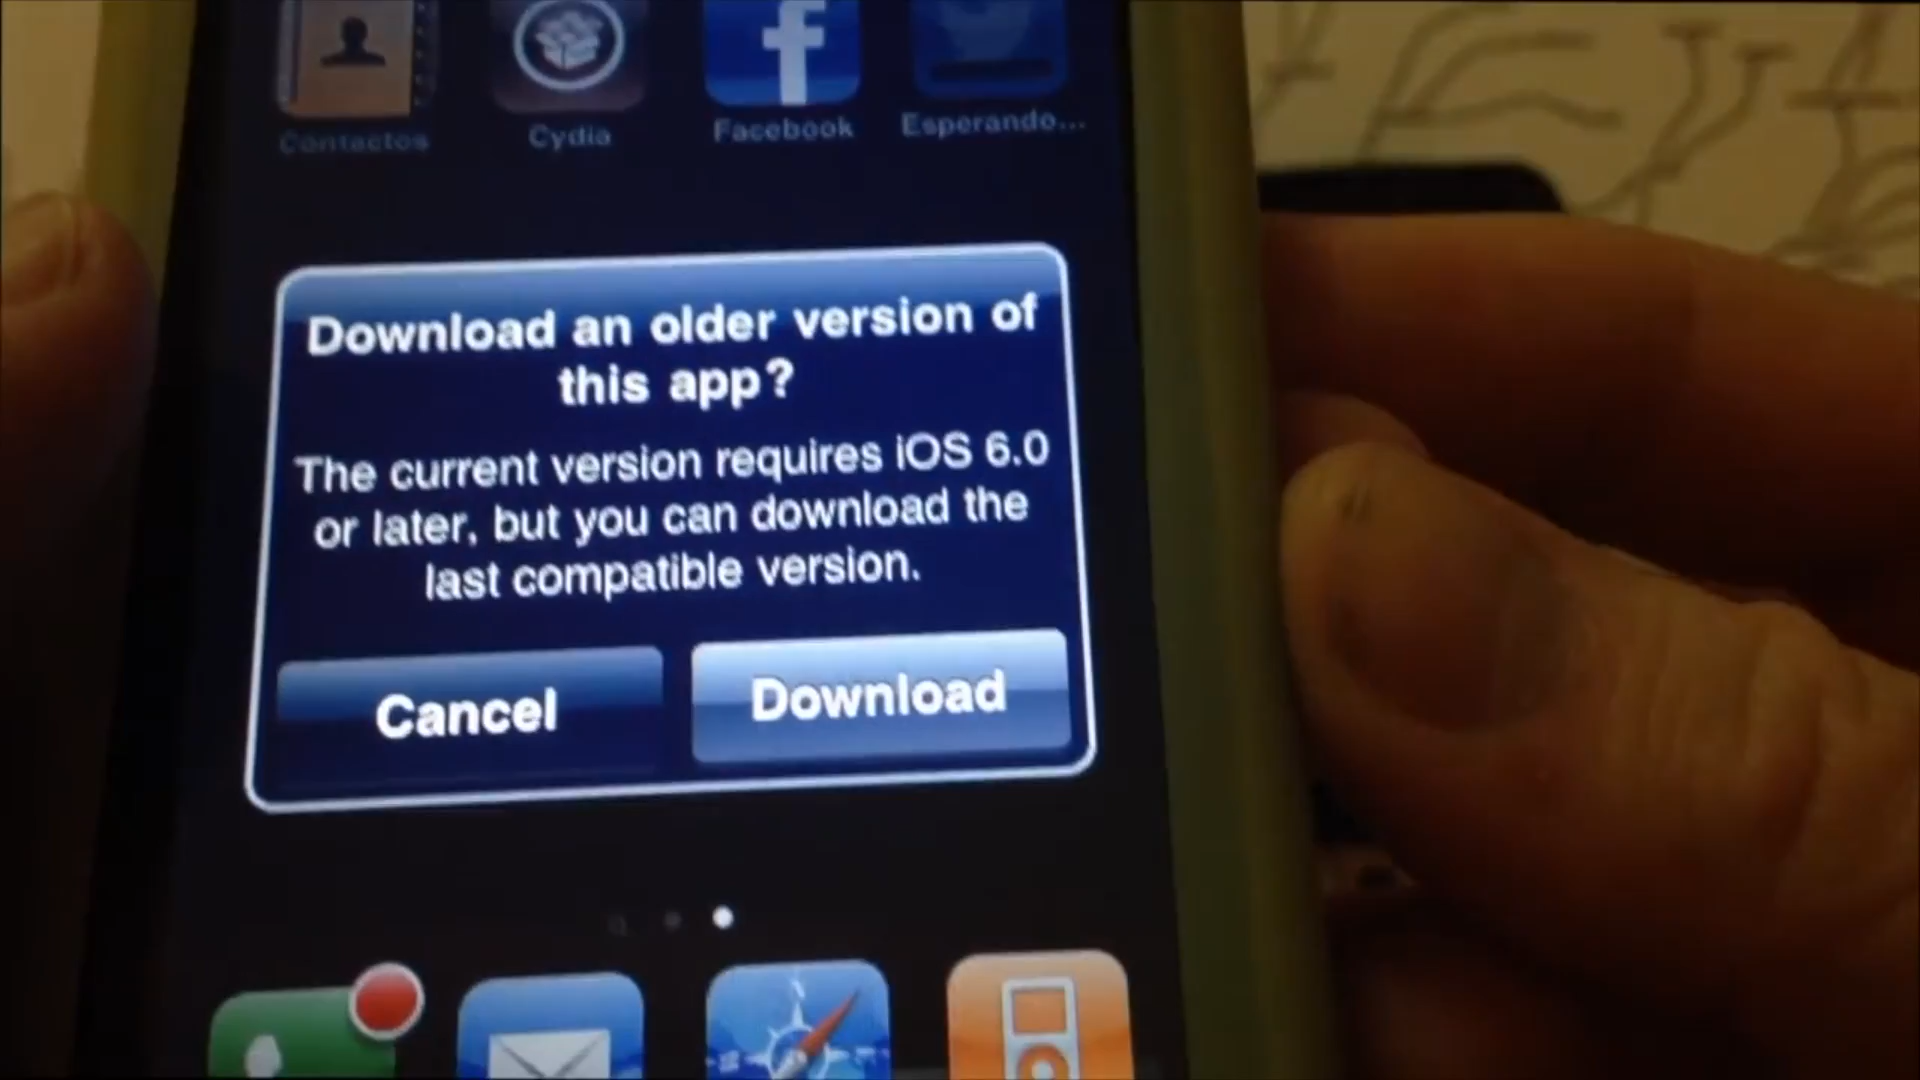 Contactos
Cydia
Facebook
Esperando...
Download an older version of
this app?
The current version requires iOS 6.0
or later, but you can download the
last compatible version.
Cancel
Download